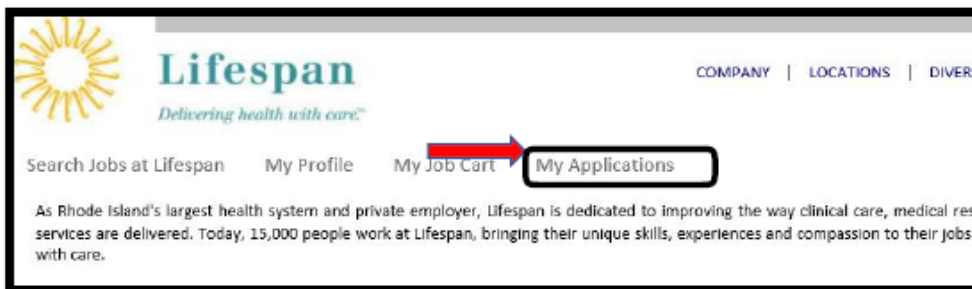 Lifespan
Delivering health with care.™
COMPANY | LOCATIONS | DIVER
Search Jobs at Lifespan My Profile My Job Cart My Applications
As Rhode Island's largest health system and private employer, Lifespan is dedicated to improving the way clinical care, medical res
services are delivered. Today, 15,000 people work at Lifespan, bringing their unique skills, experiences and compassion to their jobs
with care.